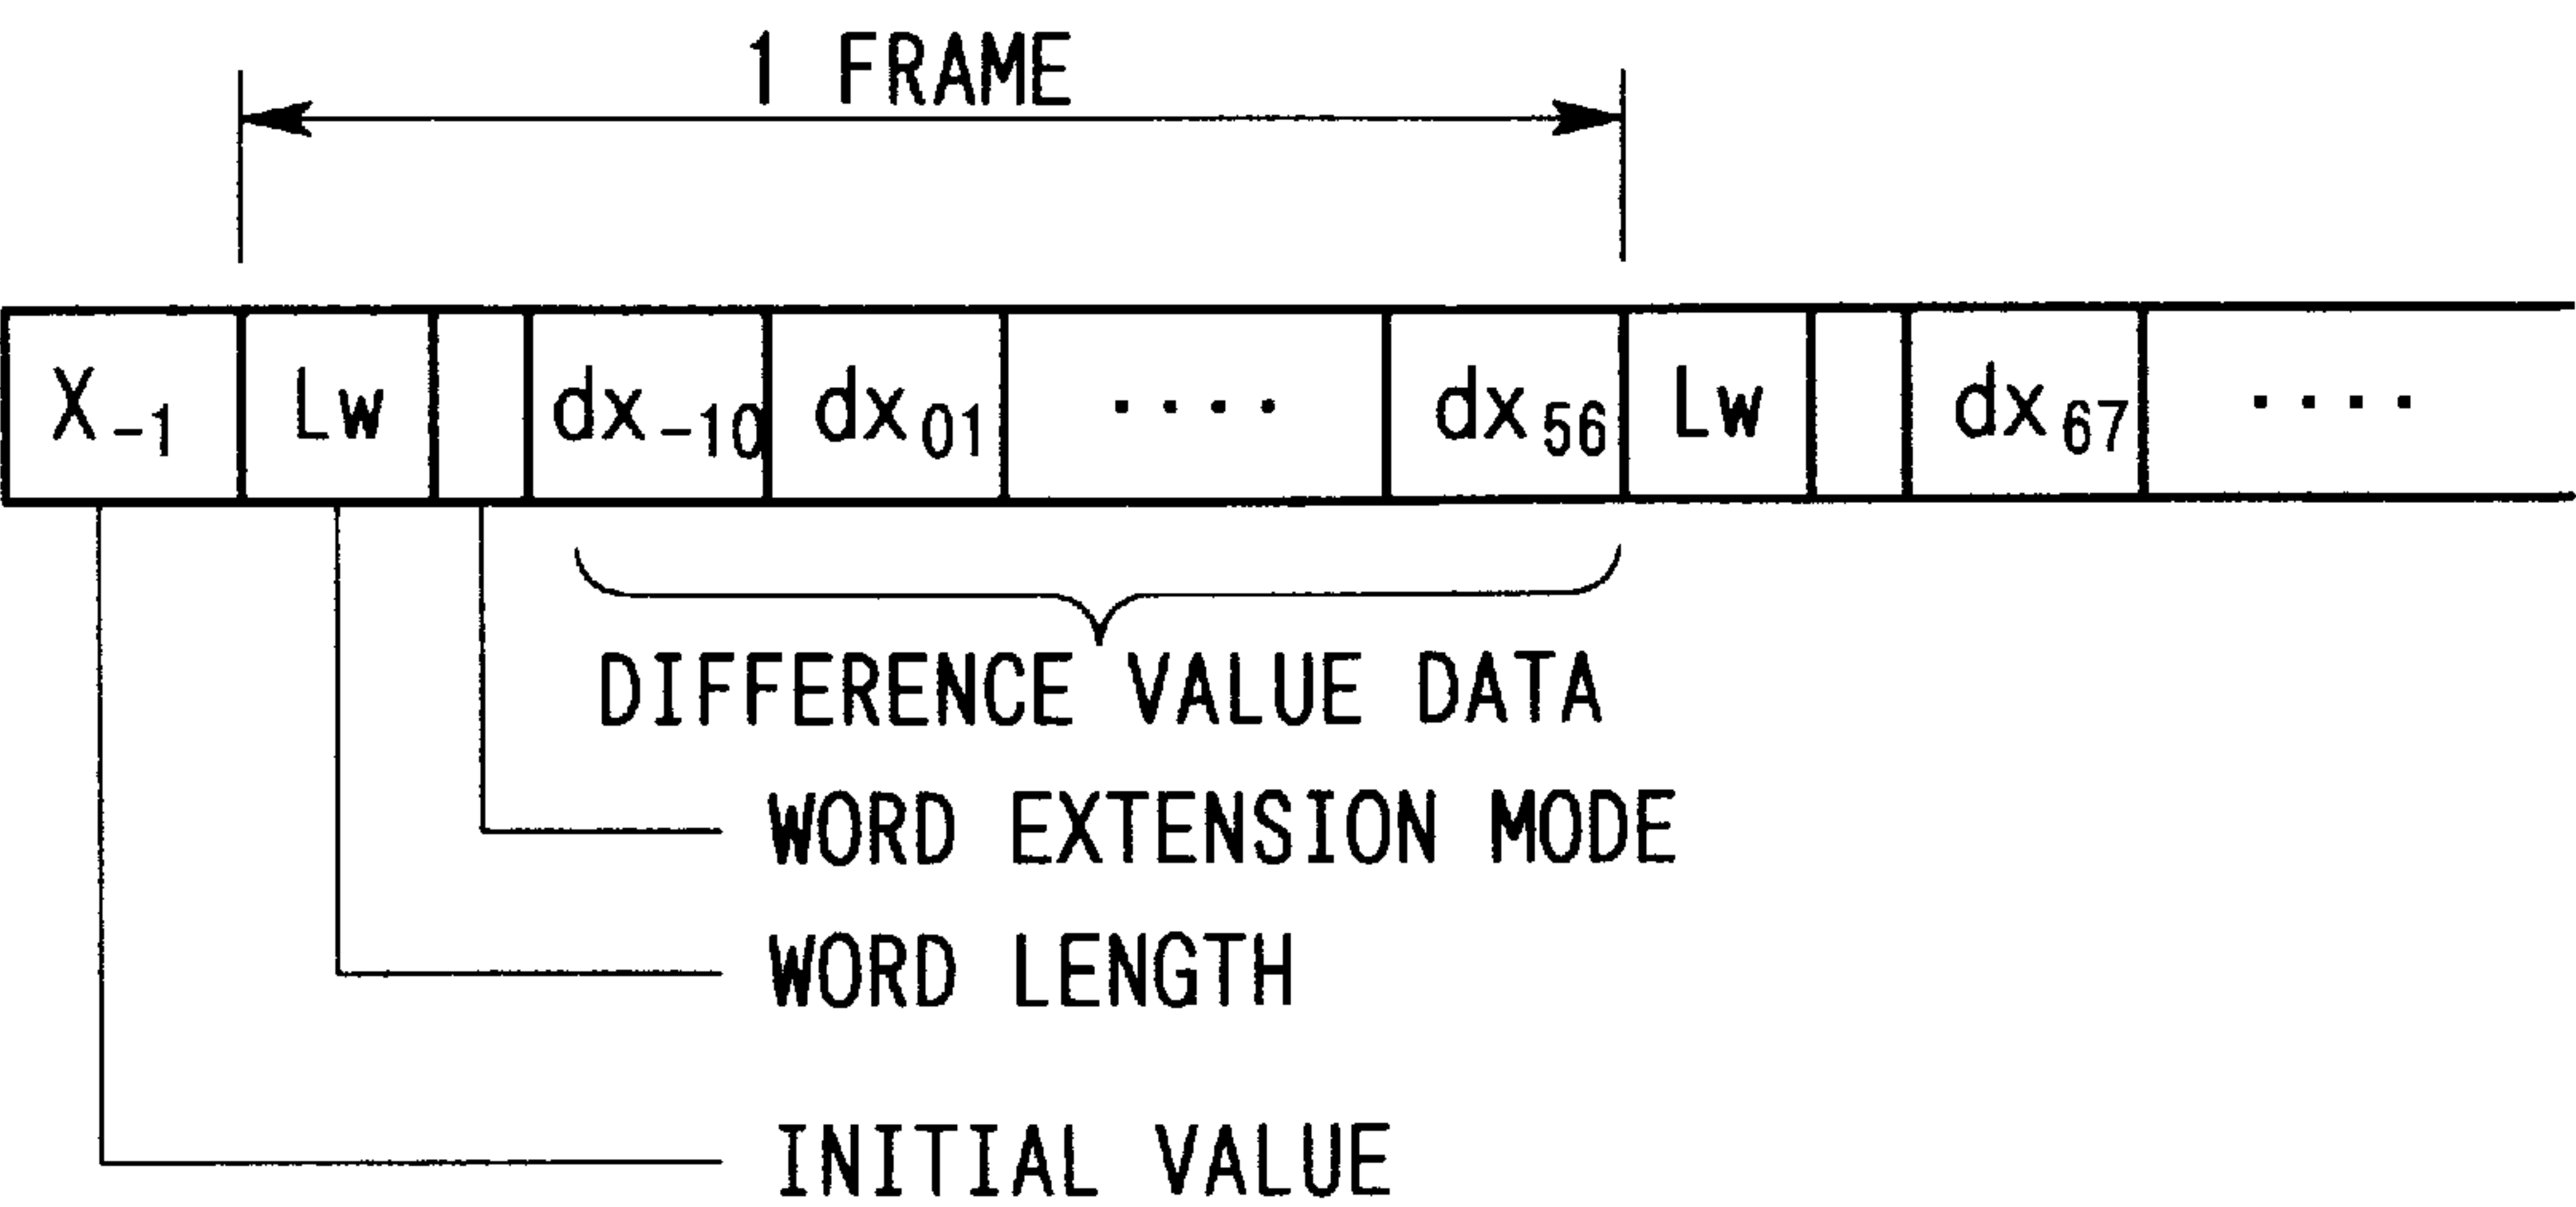 1 FRAME
X₋₁ Lw dx₋₁₀ dx₀₁ ···· dx₅₆ Lw dx₆₇ ····
DIFFERENCE VALUE DATA
WORD EXTENSION MODE
WORD LENGTH
INITIAL VALUE